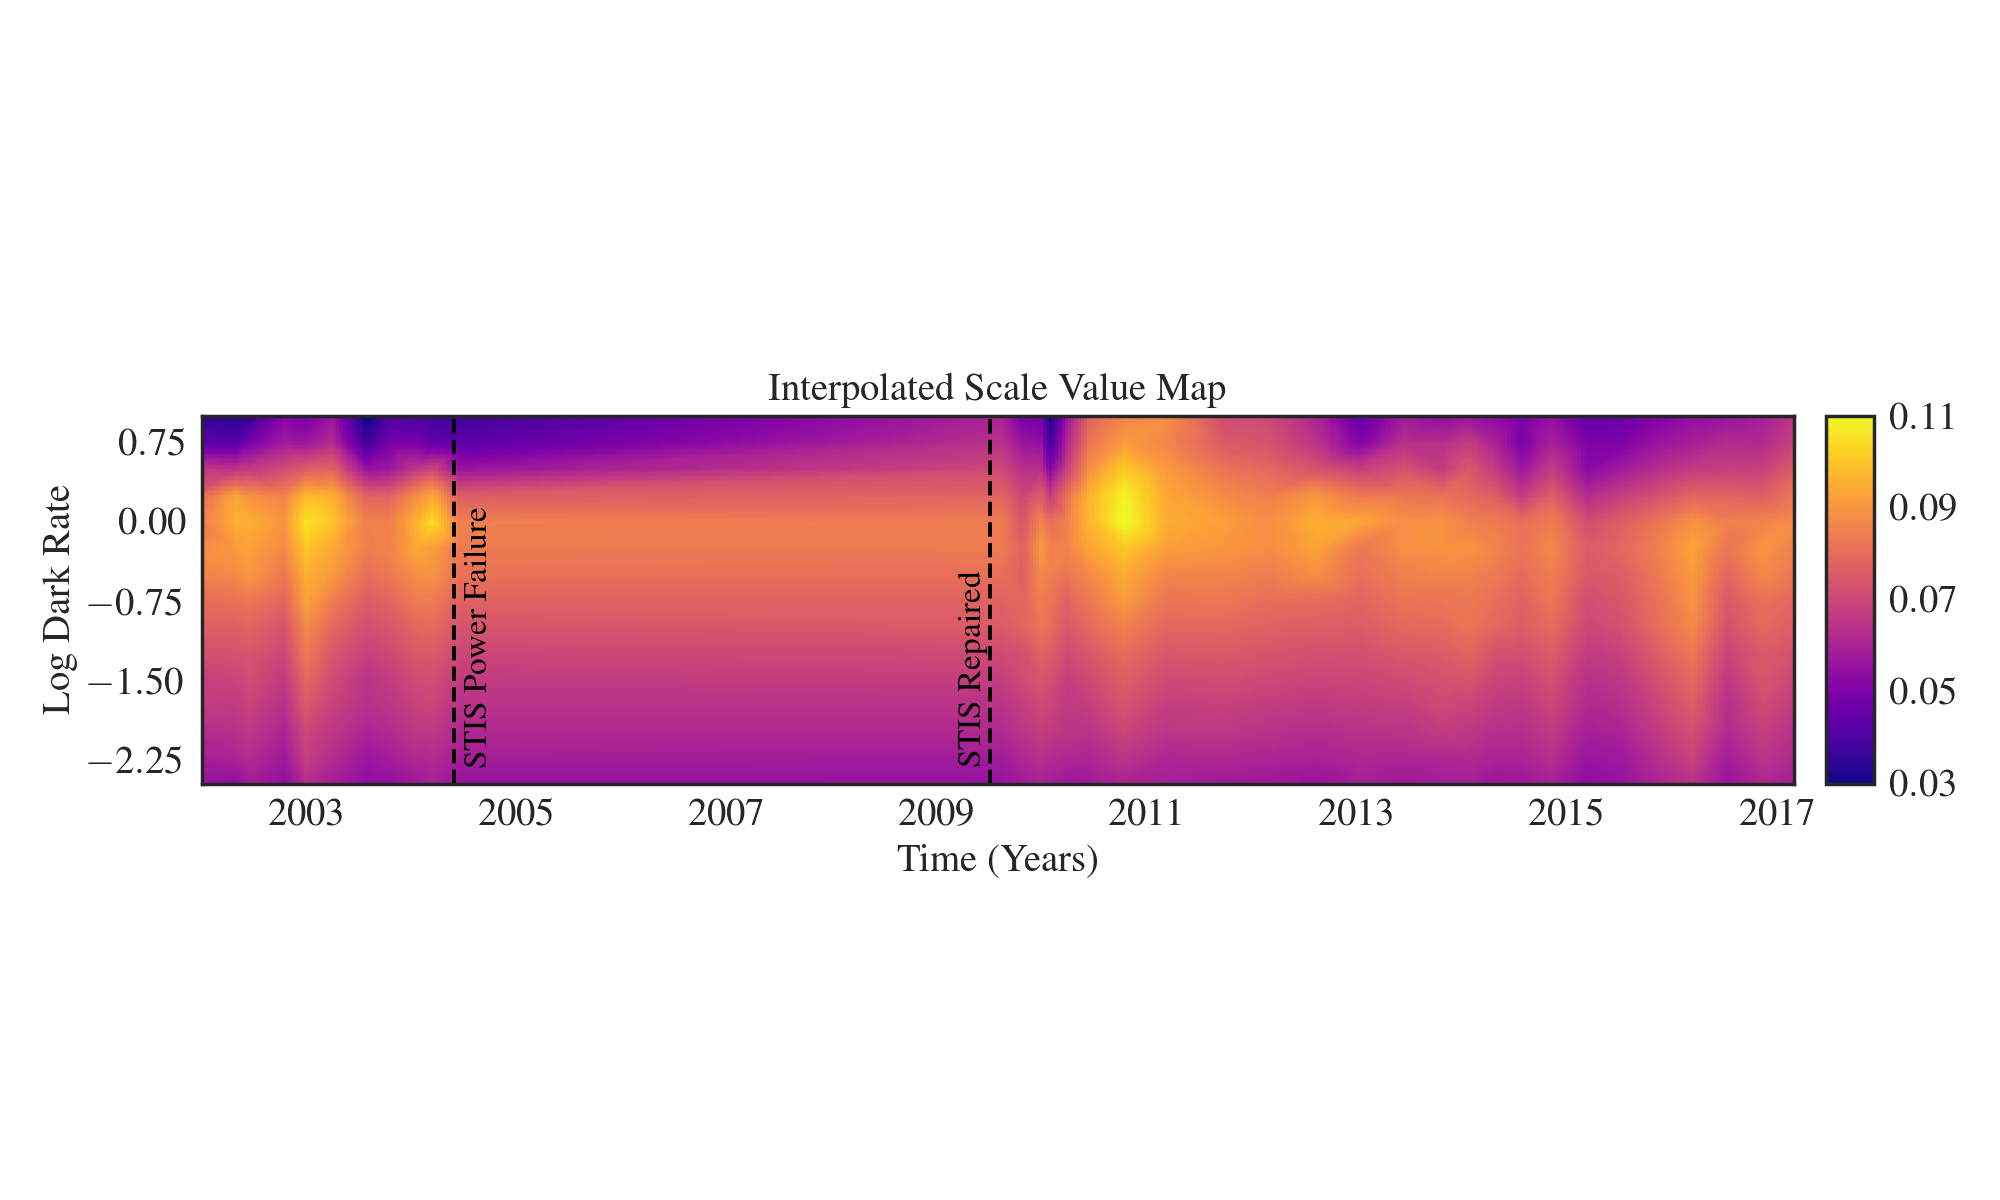 Interpolated Scale Value Map
Log Dark Rate
0.75
0.00
−0.75
−1.50
−2.25
STIS Power Failure
STIS Repaired
0.11
0.09
0.07
0.05
0.03
2003 2005 2007 2009 2011 2013 2015 2017
Time (Years)